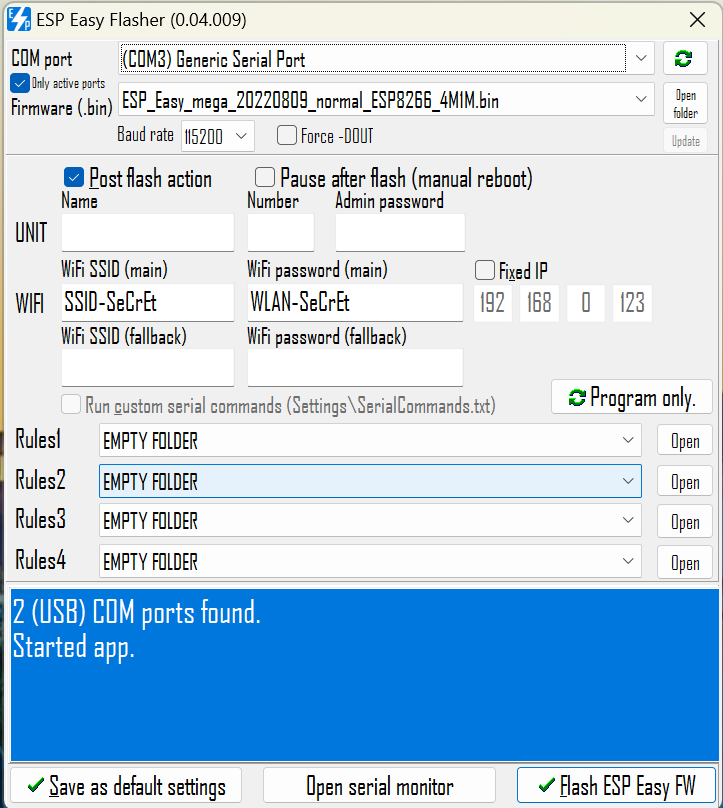 ESP Easy Flasher (0.04.009)
COM port
(COM3) Generic Serial Port
Only active ports
Firmware (.bin)
ESP_Easy_mega_20220809_normal_ESP8266_4M1M.bin
Open folder
Baud rate
115200
Force -DOUT
Update
Post flash action
Pause after flash (manual reboot)
Name
Number
Admin password
UNIT
WiFi SSID (main)
WiFi password (main)
Fixed IP
WIFI
SSID-SeCrEt
WLAN-SeCrEt
192
168
0
123
WiFi SSID (fallback)
WiFi password (fallback)
Run custom serial commands (Settings\SerialCommands.txt)
Program only.
Rules1
EMPTY FOLDER
Open
Rules2
EMPTY FOLDER
Open
Rules3
EMPTY FOLDER
Open
Rules4
EMPTY FOLDER
Open
2 (USB) COM ports found.
Started app.
Save as default settings
Open serial monitor
Flash ESP Easy FW